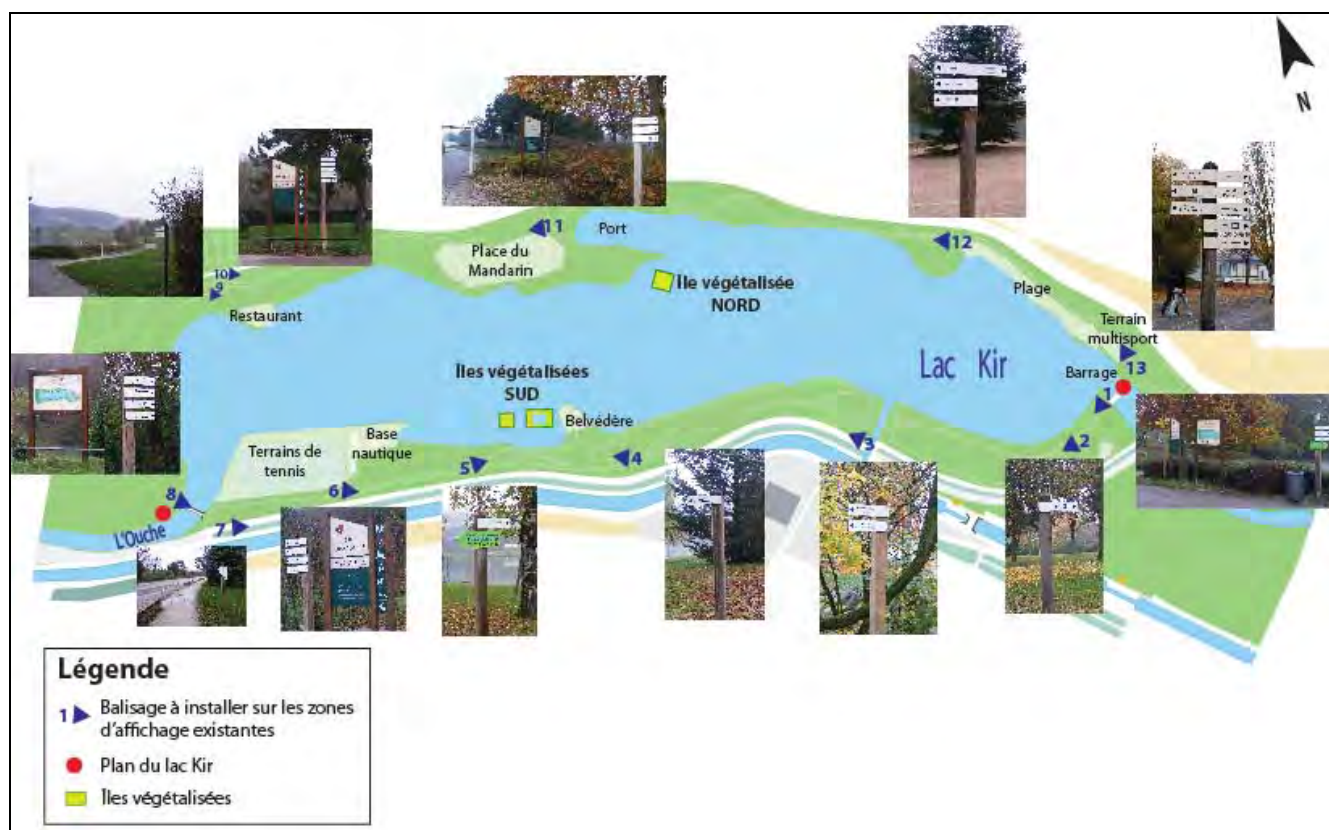 N
11
Port
12
Place du
Mandarin
10
9
Île végétalisée
NORD
Plage
Restaurant
Terrain
multisport
Lac Kir
13
Barrage
1
Îles végétalisées
SUD
Belvédère
Base
nautique
Terrains de
tennis
2
3
4
5
6
8
7
L'Ouche
Légende
1 Balisage à installer sur les zones
d'affichage existantes
Plan du lac Kir
Îles végétalisées